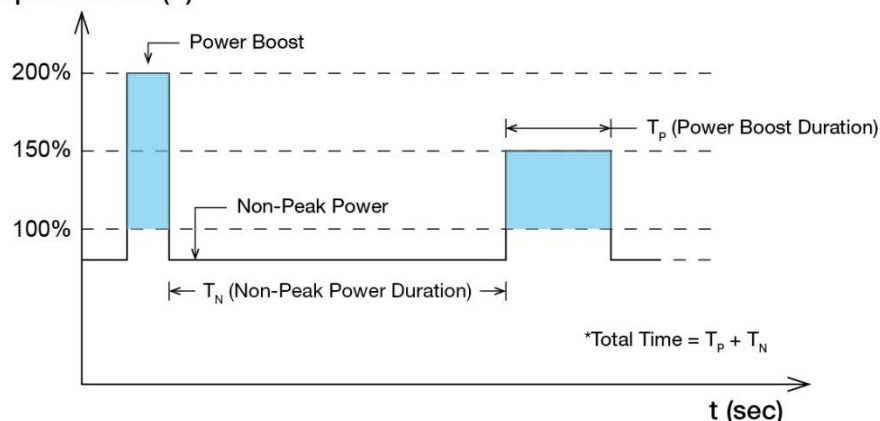 Power Boost
200%
T_P (Power Boost Duration)
150%
Non-Peak Power
100%
T_N (Non-Peak Power Duration)
*Total Time = T_P + T_N
t (sec)